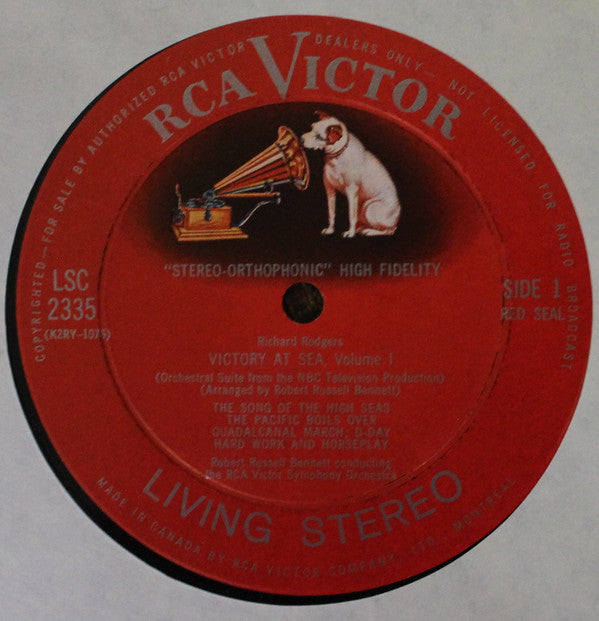 COPYRIGHTED—FOR SALE BY AUTHORIZED RCA VICTOR DEALERS ONLY— NOT LICENSED FOR RADIO BROADCAST
RCA VICTOR
"STEREO-ORTHOPHONIC" HIGH FIDELITY
LSC
2335
(K2RY-1075)
SIDE 1
RED SEAL
Richard Rodgers
VICTORY AT SEA, Volume I
(Orchestral Suite from the NBC Television Production)
(Arranged by Robert Russell Bennett)
THE SONG OF THE HIGH SEAS
THE PACIFIC BOILS OVER
GUADALCANAL MARCH, D-DAY
HARD WORK AND HORSEPLAY
Robert Russell Bennett conducting
the RCA Victor Symphony Orchestra
LIVING STEREO
MADE IN CANADA BY RCA VICTOR COMPANY, LTD., MONTREAL